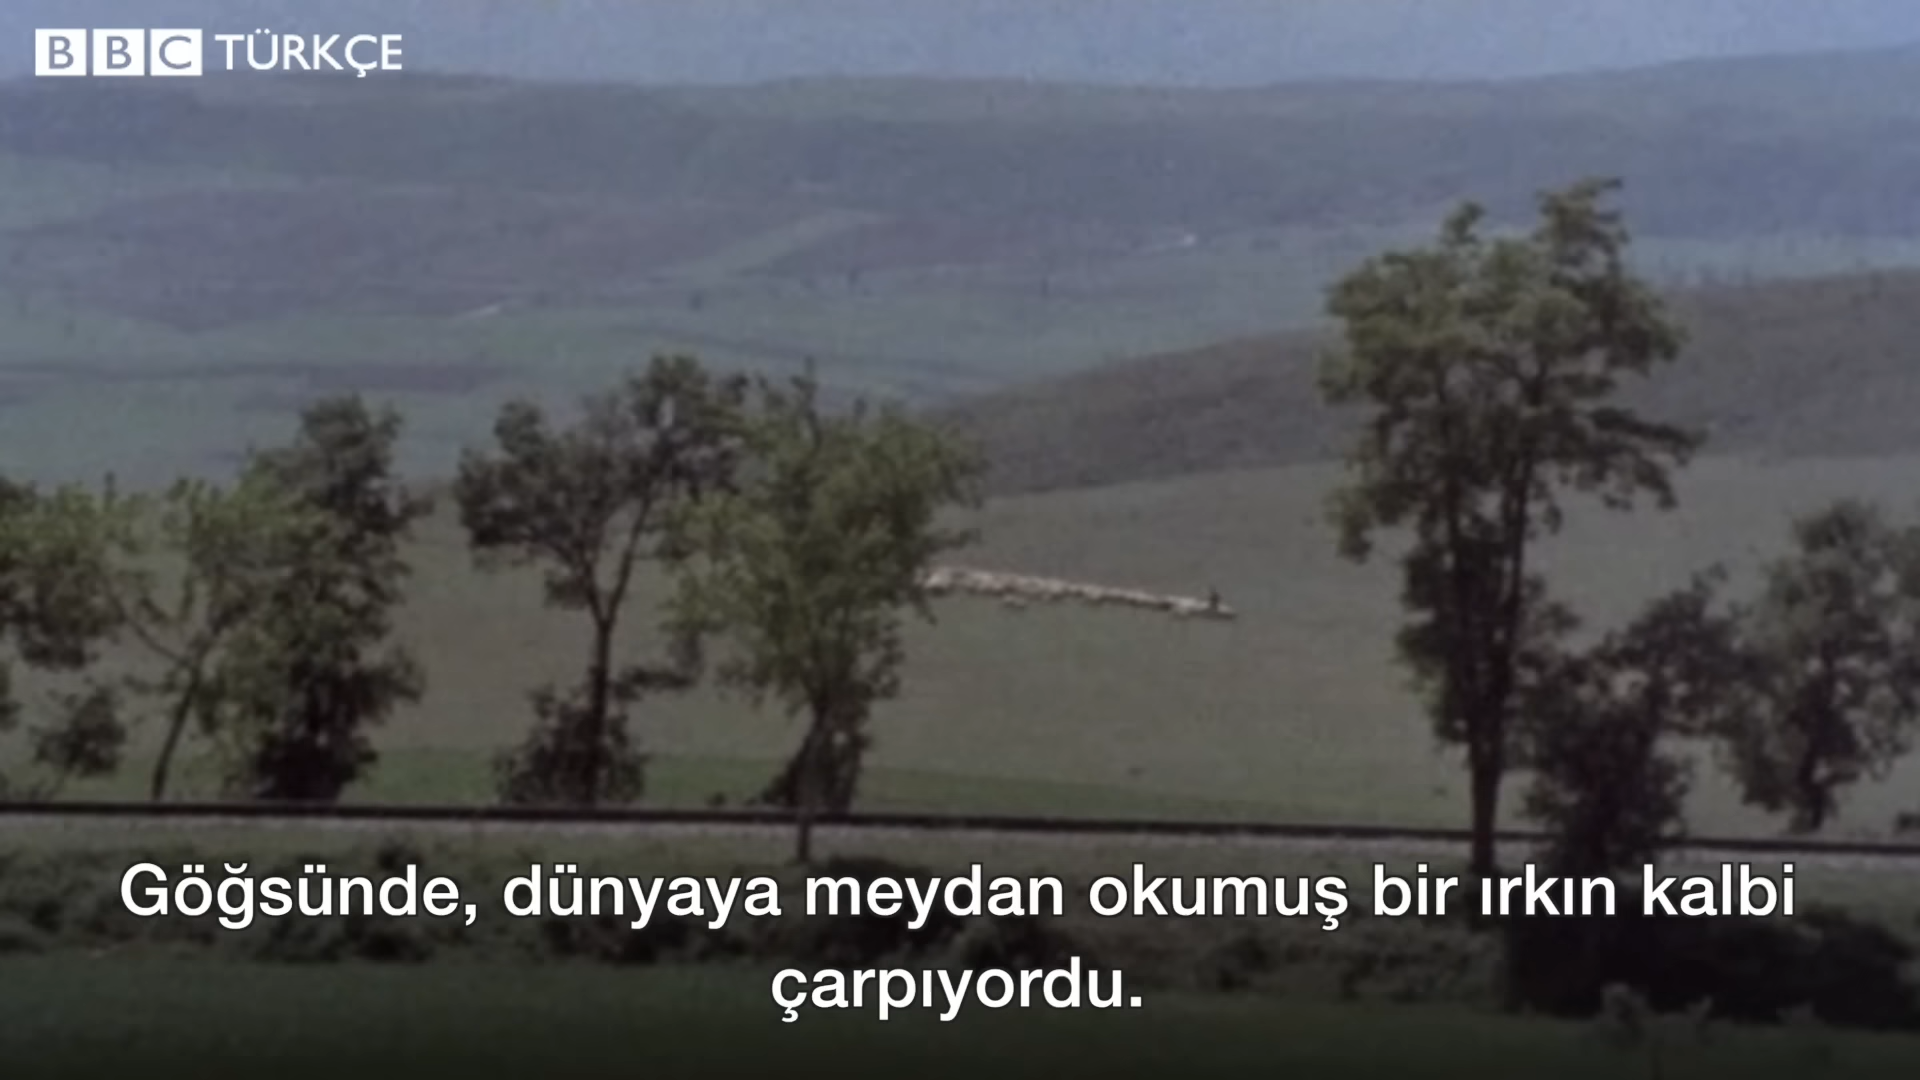 BBC TÜRKÇE
Göğsünde, dünyaya meydan okumuş bir ırkın kalbi
çarpıyordu.